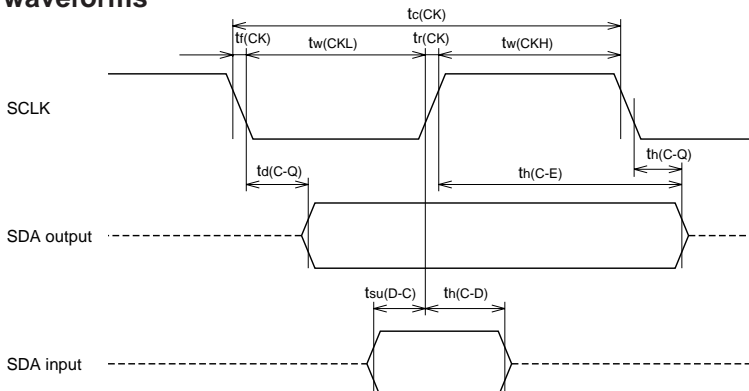 waveforms
tc(CK)
tf(CK) tw(CKL) tr(CK) tw(CKH)
SCLK
td(C-Q) th(C-E) th(C-Q)
SDA output
tsu(D-C) th(C-D)
SDA input